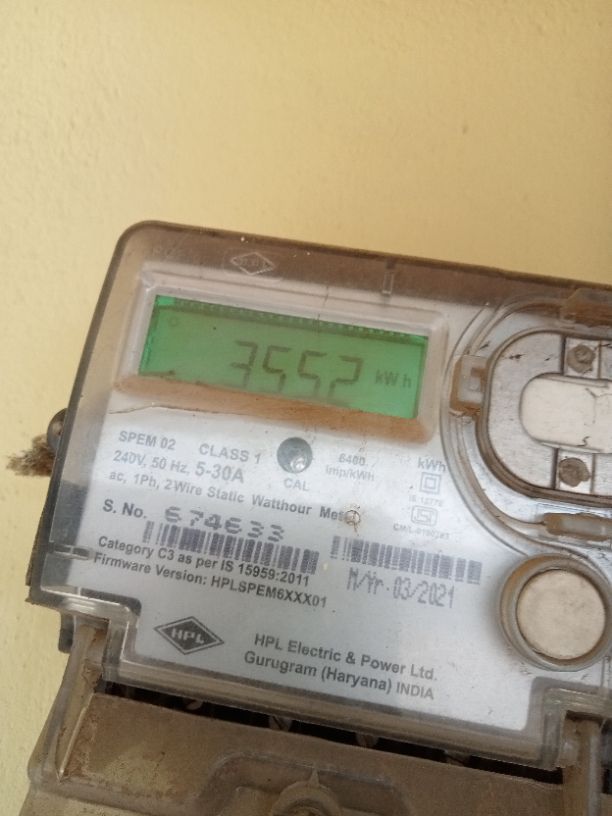 3552 kWh
SPEM 02 CLASS 1
240V, 50 Hz, 5-30A
CAL
6400
imp/kWh
kWh
ac, 1Ph, 2Wire Static Watthour Meter
S. No. 674633
Category C3 as per IS 15959:2011
Firmware Version: HPLSPEM6XXX01
M/Yr 03/2021
HPL
HPL Electric & Power Ltd.
Gurugram (Haryana) INDIA